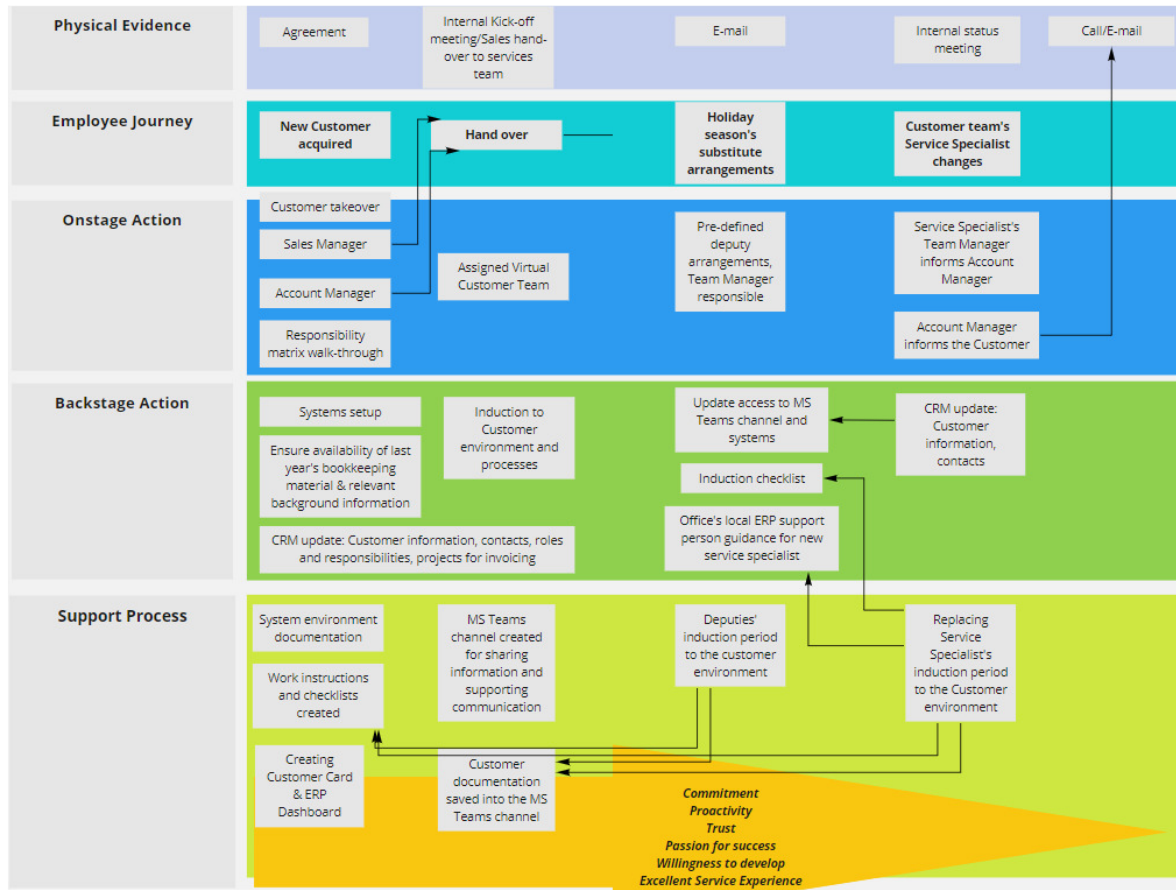 Physical Evidence
Agreement
Internal Kick-off
meeting/Sales hand-
over to services
team
E-mail
Internal status
meeting
Call/E-mail
Employee Journey
New Customer
acquired
Hand over
Holiday
season's
substitute
arrangements
Customer team's
Service Specialist
changes
Onstage Action
Customer takeover
Sales Manager
Account Manager
Responsibility
matrix walk-through
Assigned Virtual
Customer Team
Pre-defined
deputy
arrangements,
Team Manager
responsible
Service Specialist's
Team Manager
informs Account
Manager
Account Manager
informs the Customer
Backstage Action
Systems setup
Ensure availability of last
year's bookkeeping
material & relevant
background information
CRM update: Customer information, contacts, roles
and responsibilities, projects for invoicing
Induction to
Customer
environment and
processes
Update access to MS
Teams channel and
systems
Induction checklist
Office's local ERP support
person guidance for new
service specialist
CRM update:
Customer
information,
contacts
Support Process
System environment
documentation
Work instructions
and checklists
created
Creating
Customer Card
& ERP
Dashboard
MS Teams
channel created
for sharing
information and
supporting
communication
Customer
documentation
saved into the MS
Teams channel
Deputies'
induction period
to the customer
environment
Replacing
Service
Specialist's
induction period
to the Customer
environment
Commitment
Proactivity
Trust
Passion for success
Willingness to develop
Excellent Service Experience